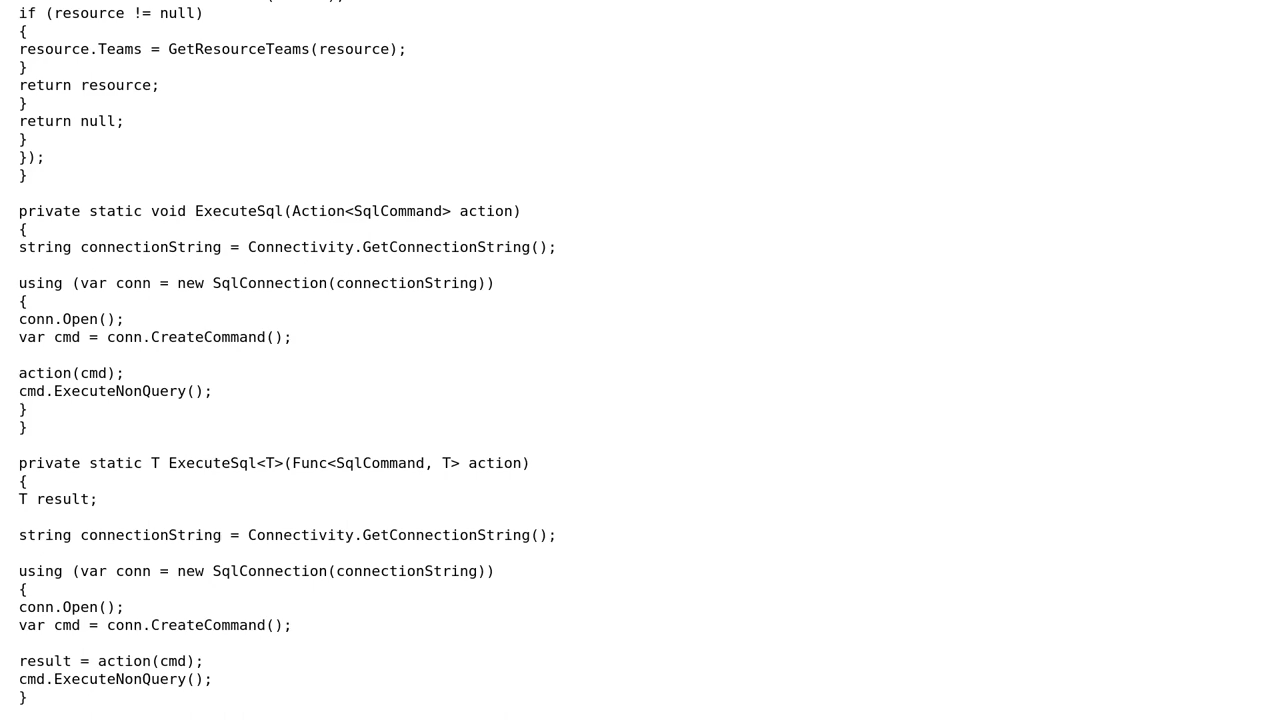 if (resource != null)
{
resource.Teams = GetResourceTeams(resource);
}
return resource;
}
return null;
}
});
}
private static void ExecuteSql(Action<SqlCommand> action)
{
string connectionString = Connectivity.GetConnectionString();
using (var conn = new SqlConnection(connectionString))
{
conn.Open();
var cmd = conn.CreateCommand();
action(cmd);
cmd.ExecuteNonQuery();
}
}
private static T ExecuteSql<T>(Func<SqlCommand, T> action)
{
T result;
string connectionString = Connectivity.GetConnectionString();
using (var conn = new SqlConnection(connectionString))
{
conn.Open();
var cmd = conn.CreateCommand();
result = action(cmd);
cmd.ExecuteNonQuery();
}